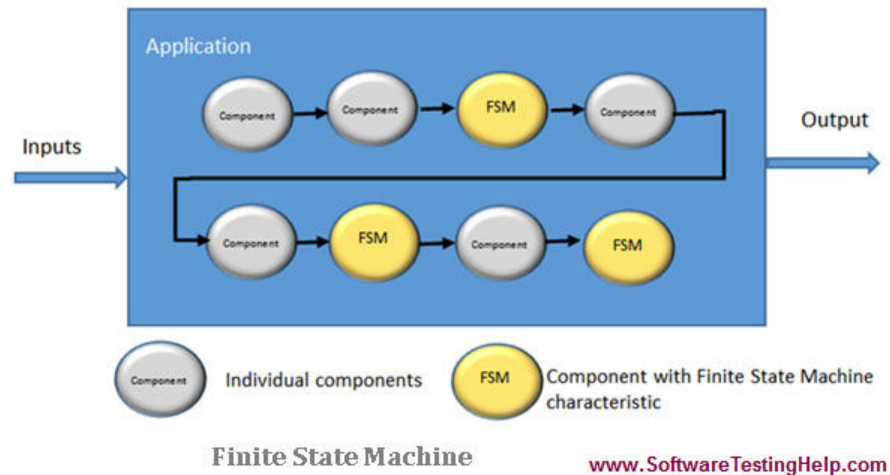 Application
Component
Component
FSM
Component
Inputs
Output
Component
FSM
Component
FSM
Component
Individual components
FSM
Component with Finite State Machine
characteristic
Finite State Machine
www.SoftwareTestingHelp.com